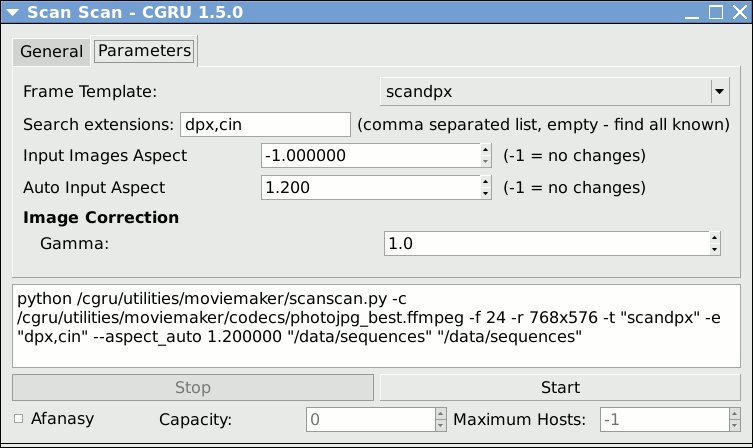 Scan Scan - CGRU 1.5.0
General Parameters
Frame Template: scandpx
Search extensions: dpx,cin (comma separated list, empty - find all known)
Input Images Aspect -1.000000 (-1 = no changes)
Auto Input Aspect 1.200 (-1 = no changes)
Image Correction
Gamma: 1.0
python /cgru/utilities/moviemaker/scanscan.py -c
/cgru/utilities/moviemaker/codecs/photojpg_best.ffmpeg -f 24 -r 768x576 -t "scandpx" -e
"dpx,cin" --aspect_auto 1.200000 "/data/sequences" "/data/sequences"
Stop Start
Afanasy Capacity: 0 Maximum Hosts: -1